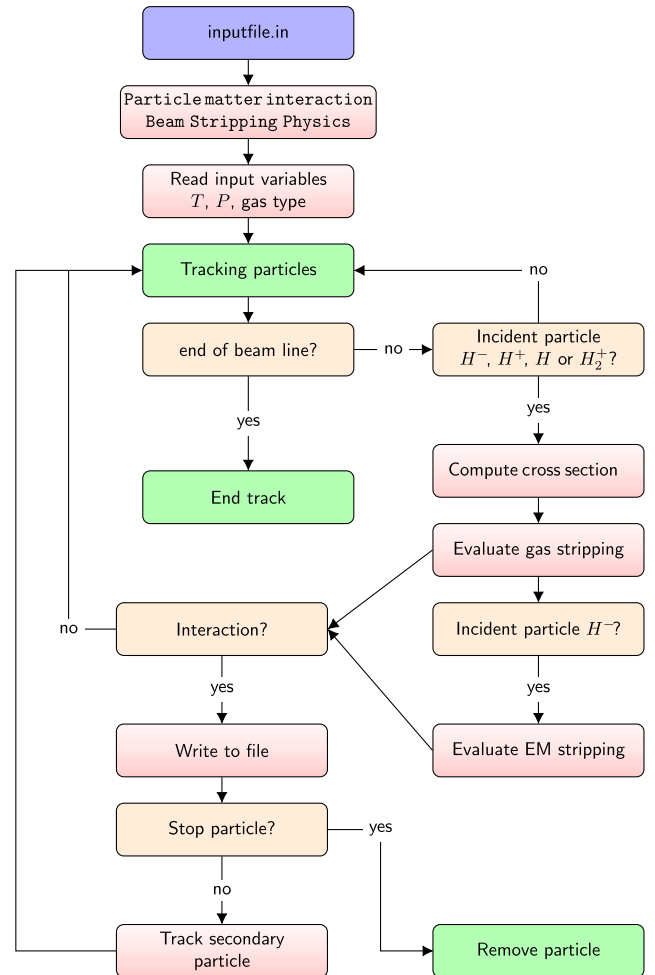 inputfile.in
Particle matter interaction
Beam Stripping Physics
Read input variables
T, P, gas type
Tracking particles
no
end of beam line?
no
Incident particle
H⁻, H⁺, H or H₂⁺?
yes
yes
Compute cross section
End track
Evaluate gas stripping
Interaction?
no
Incident particle H⁻?
yes
yes
Write to file
Evaluate EM stripping
Stop particle?
yes
no
Track secondary
particle
Remove particle